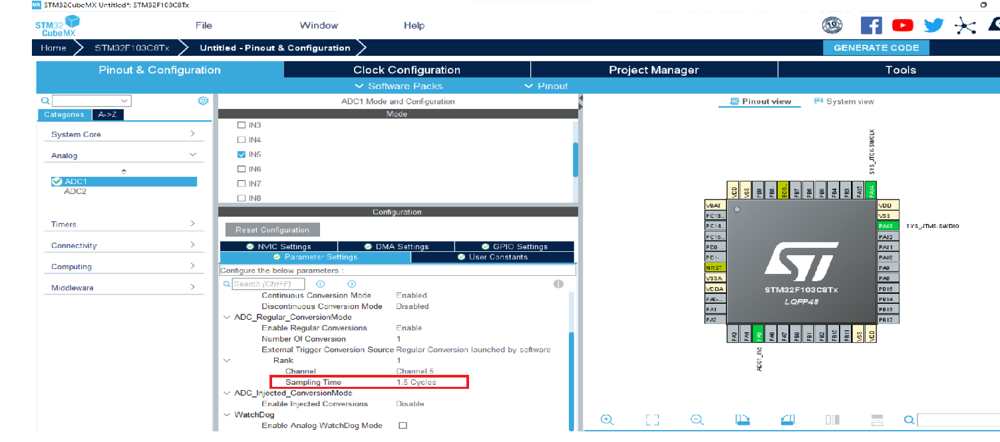 MX STM32CubeMX Untitled*: STM32F103C8Tx
STM32 CubeMX
File Window Help
10
Home STM32F103C8Tx Untitled - Pinout & Configuration GENERATE CODE
Pinout & Configuration Clock Configuration Project Manager Tools
Software Packs Pinout
Categories A->Z
System Core
Analog
ADC1
ADC2
Timers
Connectivity
Computing
Middleware
ADC1 Mode and Configuration
Mode
IN3
IN4
IN5
IN6
IN7
IN8
Configuration
Reset Configuration
NVIC Settings DMA Settings GPIO Settings
Parameter Settings User Constants
Configure the below parameters :
Search (Ctrl+F)
Continuous Conversion Mode Enabled
Discontinuous Conversion Mode Disabled
ADC_Regular_ConversionMode
Enable Regular Conversions Enable
Number Of Conversion 1
External Trigger Conversion Source Regular Conversion launched by software
Rank 1
Channel Channel 5
Sampling Time 1.5 Cycles
ADC_Injected_ConversionMode
Enable Injected Conversions Disable
WatchDog
Enable Analog WatchDog Mode
Pinout view System view
SYS_JTCK-SWCLK
VDD VSS PB9 PB8 BOO.. PB7 PB6 PB5 PB4 PB3 PA15 PA14
VBAT
PC13..
PC14..
PC15..
PD0-..
PD1-..
NRST
VSSA
VDDA
PA0-..
PA1
PA2
ST
STM32F103C8Tx
LQFP48
VDD
VSS
PA13 SYS_JTMS-SWDIO
PA12
PA11
PA10
PA9
PA8
PB15
PB14
PB13
PB12
PA3 PA4 PA5 PA6 PA7 PB0 PB1 PB2 PB10 PB11 VSS VDD
ADC1_IN5